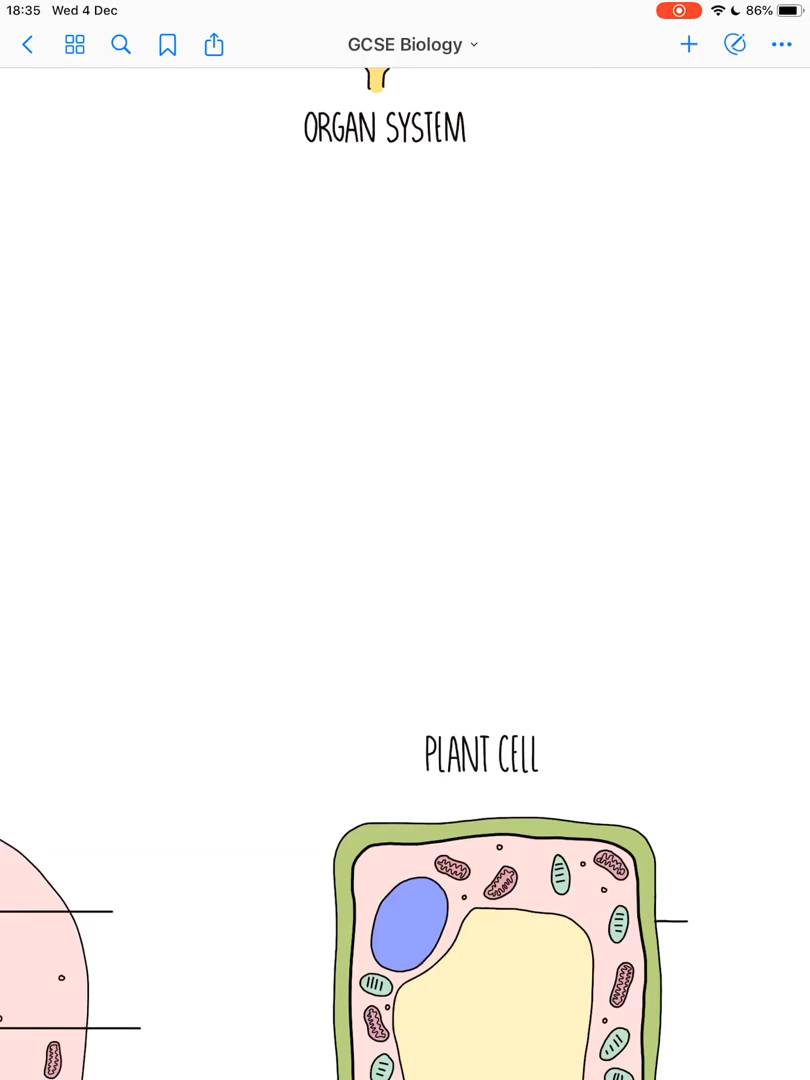 18:35 Wed 4 Dec 86%
GCSE Biology
ORGAN SYSTEM
PLANT CELL